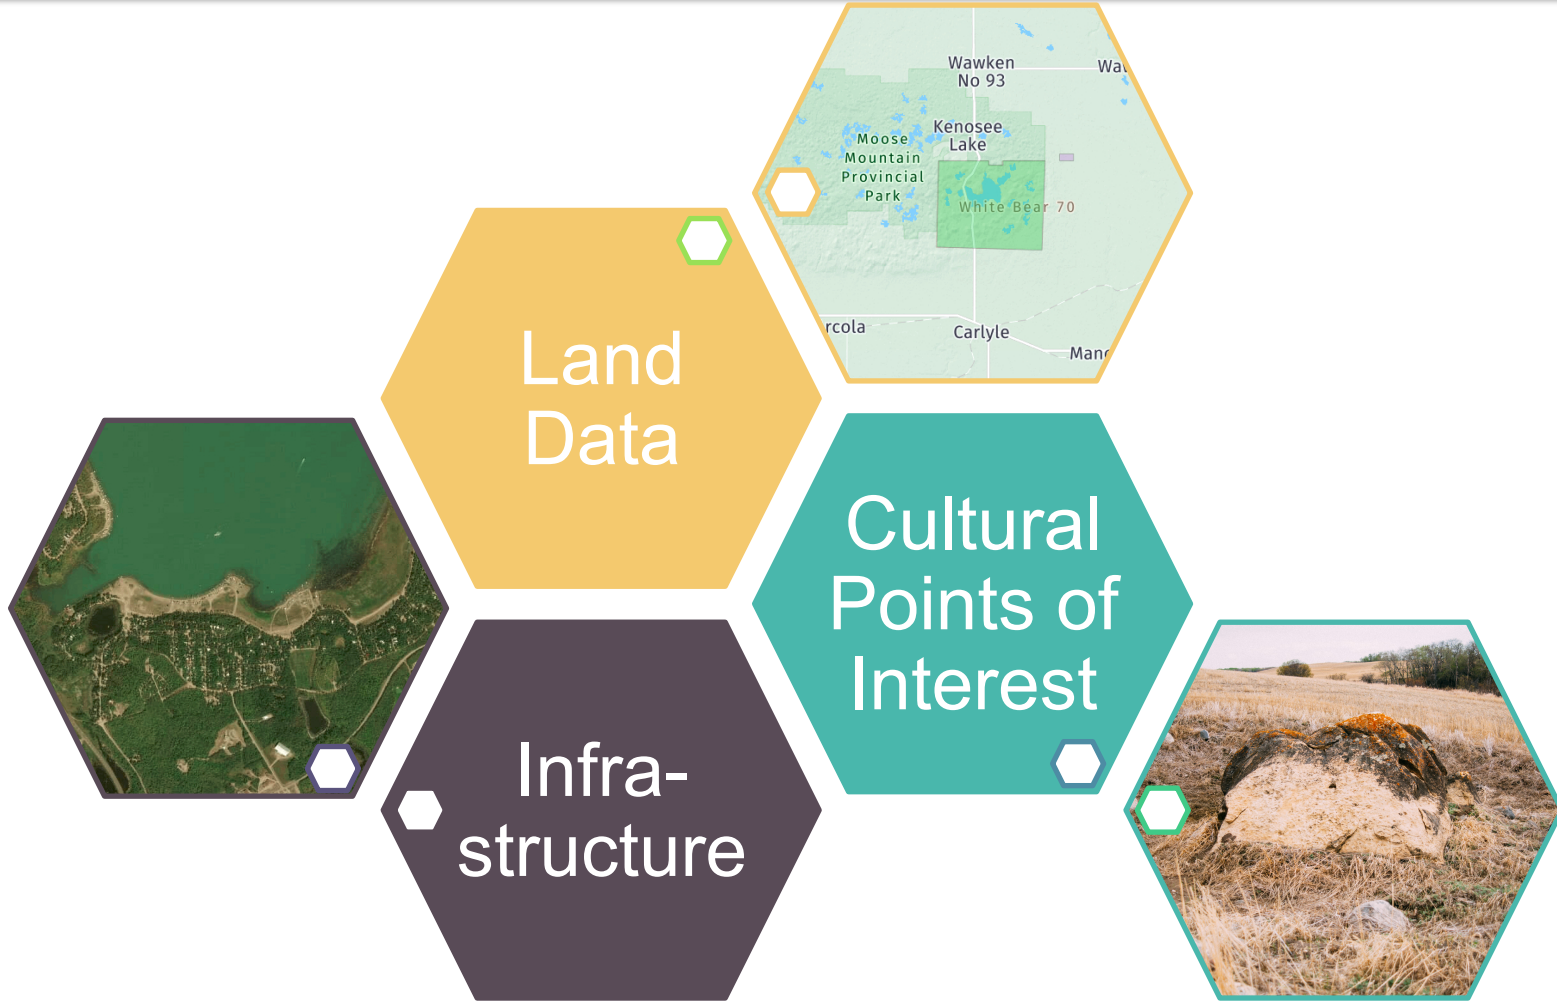 Wawken
No 93
Kenosee
Lake
Moose
Mountain
Provincial
Park
White Bear 70
Carlyle
Land
Data
Cultural
Points of
Interest
Infra-
structure